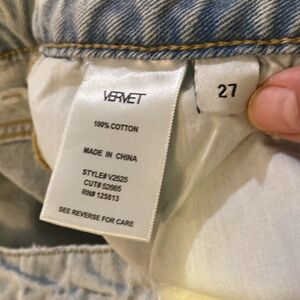 VERVET
27
100% COTTON
MADE IN CHINA
STYLE# V2525
CUT# 52665
RN# 125813
SEE REVERSE FOR CARE